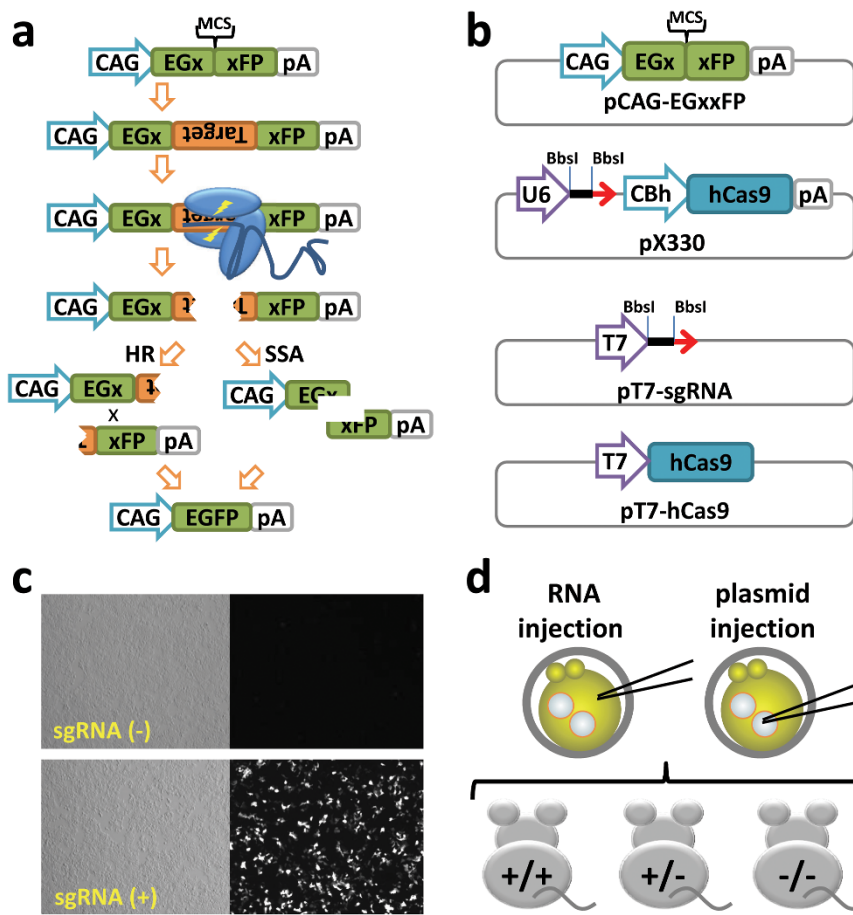 a
MCS
CAG EGx xFP pA
CAG EGx Target xFP pA
CAG EGx xFP pA
CAG EGx xFP pA
HR SSA
CAG EGx
x
xFP pA
CAG EGx
xFP pA
CAG EGFP pA
b
MCS
CAG EGx xFP pA
pCAG-EGxxFP
BbsI BbsI
U6 CBh hCas9 pA
pX330
BbsI BbsI
T7
pT7-sgRNA
T7 hCas9
pT7-hCas9
c
sgRNA (-)
sgRNA (+)
d
RNA
injection
plasmid
injection
+/+ +/- -/-